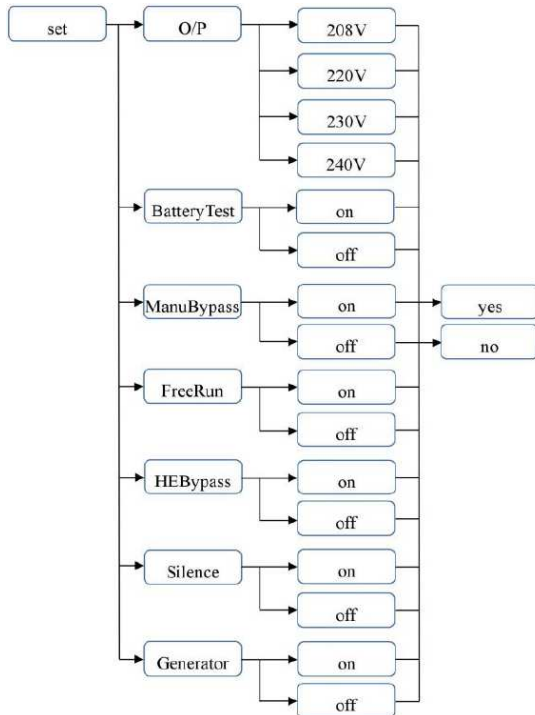 set
O/P
208V
220V
230V
240V
BatteryTest
on
off
ManuBypass
on
yes
off
no
FreeRun
on
off
HEBypass
on
off
Silence
on
off
Generator
on
off